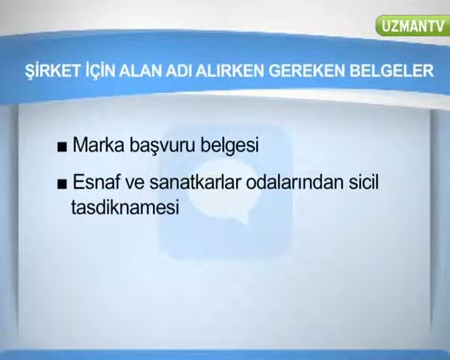 UZMANTV
ŞİRKET İÇİN ALAN ADI ALIRKEN GEREKEN BELGELER
■ Marka başvuru belgesi
■ Esnaf ve sanatkarlar odalarından sicil
tasdiknamesi